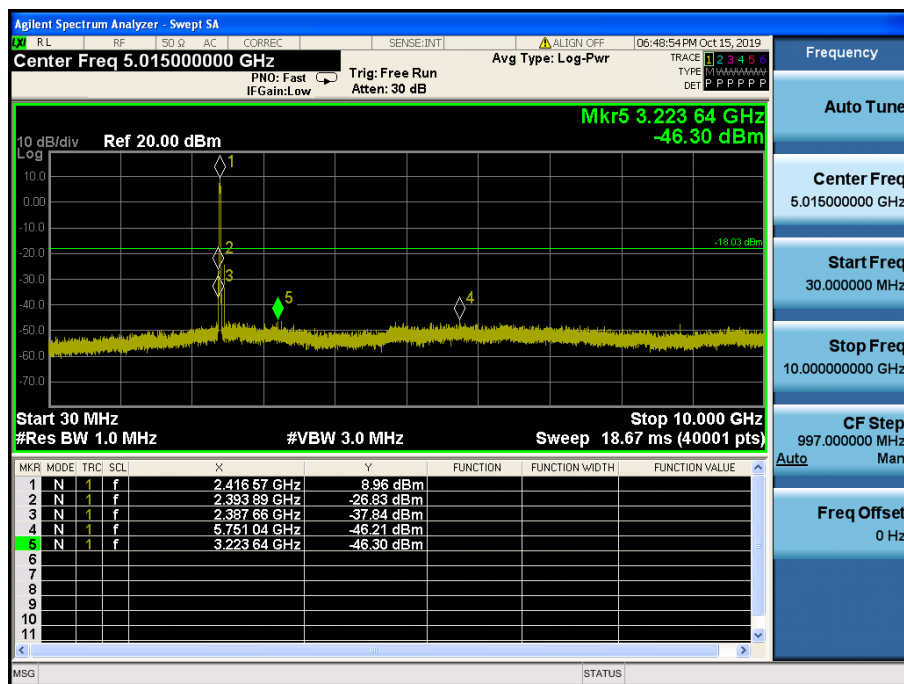 Agilent Spectrum Analyzer - Swept SA
LXI RL RF 50 Ω AC CORREC SENSE:INT ALIGN OFF 06:48:54 PM Oct 15, 2019
Center Freq 5.015000000 GHz
PNO: Fast
IFGain:Low
Trig: Free Run
Atten: 30 dB
Avg Type: Log-Pwr
TRACE 1 2 3 4 5 6
TYPE MWWWWW
DET P P P P P P
Mkr5 3.223 64 GHz
-46.30 dBm
10 dB/div Ref 20.00 dBm
Log
10.0
0.00
-10.0
-20.0
-30.0
-40.0
-50.0
-60.0
-70.0
1
2
3
4
5
-18.03 dBm
Start 30 MHz Stop 10.000 GHz
#Res BW 1.0 MHz #VBW 3.0 MHz Sweep 18.67 ms (40001 pts)
MKR MODE TRC SCL X Y FUNCTION FUNCTION WIDTH FUNCTION VALUE
1 N 1 f 2.416 57 GHz 8.96 dBm
2 N 1 f 2.393 89 GHz -26.83 dBm
3 N 1 f 2.387 66 GHz -37.84 dBm
4 N 1 f 5.751 04 GHz -46.21 dBm
5 N 1 f 3.223 64 GHz -46.30 dBm
6
7
8
9
10
11
MSG STATUS
Frequency
Auto Tune
Center Freq
5.015000000 GHz
Start Freq
30.000000 MHz
Stop Freq
10.000000000 GHz
CF Step
997.000000 MHz
Auto Man
Freq Offset
0 Hz